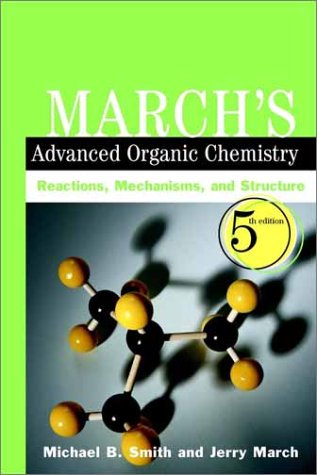 MARCH'S
Advanced Organic Chemistry
Reactions, Mechanisms, and Structure
5th edition
Michael B. Smith and Jerry March